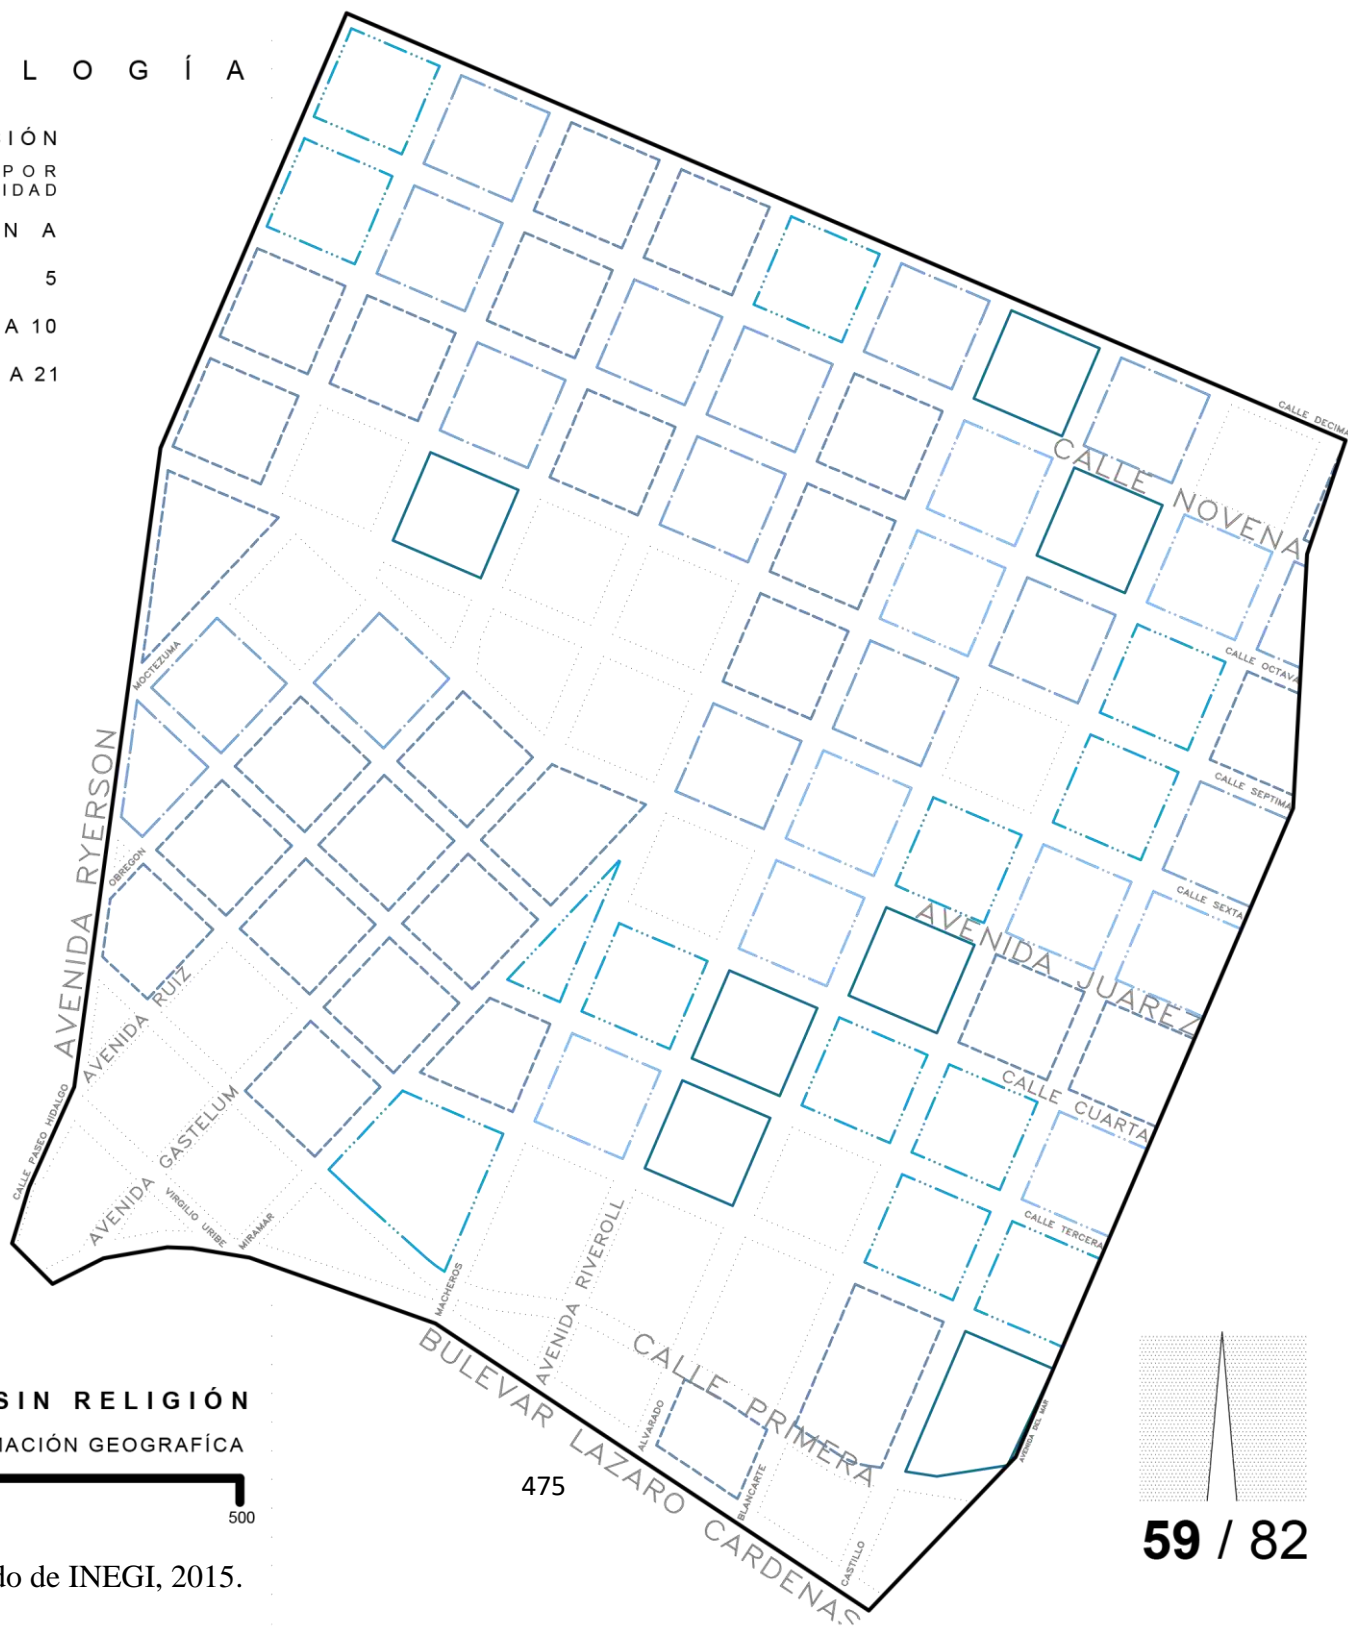 L O G Í A
IÓN
POR
IDAD
N A
5
A 10
A 21
CALLE DECIMA
CALLE NOVENA
CALLE OCTAVA
CALLE SEPTIMA
CALLE SEXTA
AVENIDA JUAREZ
CALLE CUARTA
CALLE TERCERA
MOCTEZUMA
AVENIDA RYERSON
OBREGON
AVENIDA RUIZ
AVENIDA GASTELUM
CALLE PASEO HIDALGO
VIRGILIO URIBE
MIRAMAR
MACHEROS
AVENIDA RIVEROLL
CALLE PRIMERA
BULEVAR LAZARO CARDENAS
ALVARADO
BLANCARTE
CASTILLO
AVENIDA DEL MAR
SIN RELIGIÓN
MACIÓN GEOGRAFÍCA
500
475
59 / 82
do de INEGI, 2015.